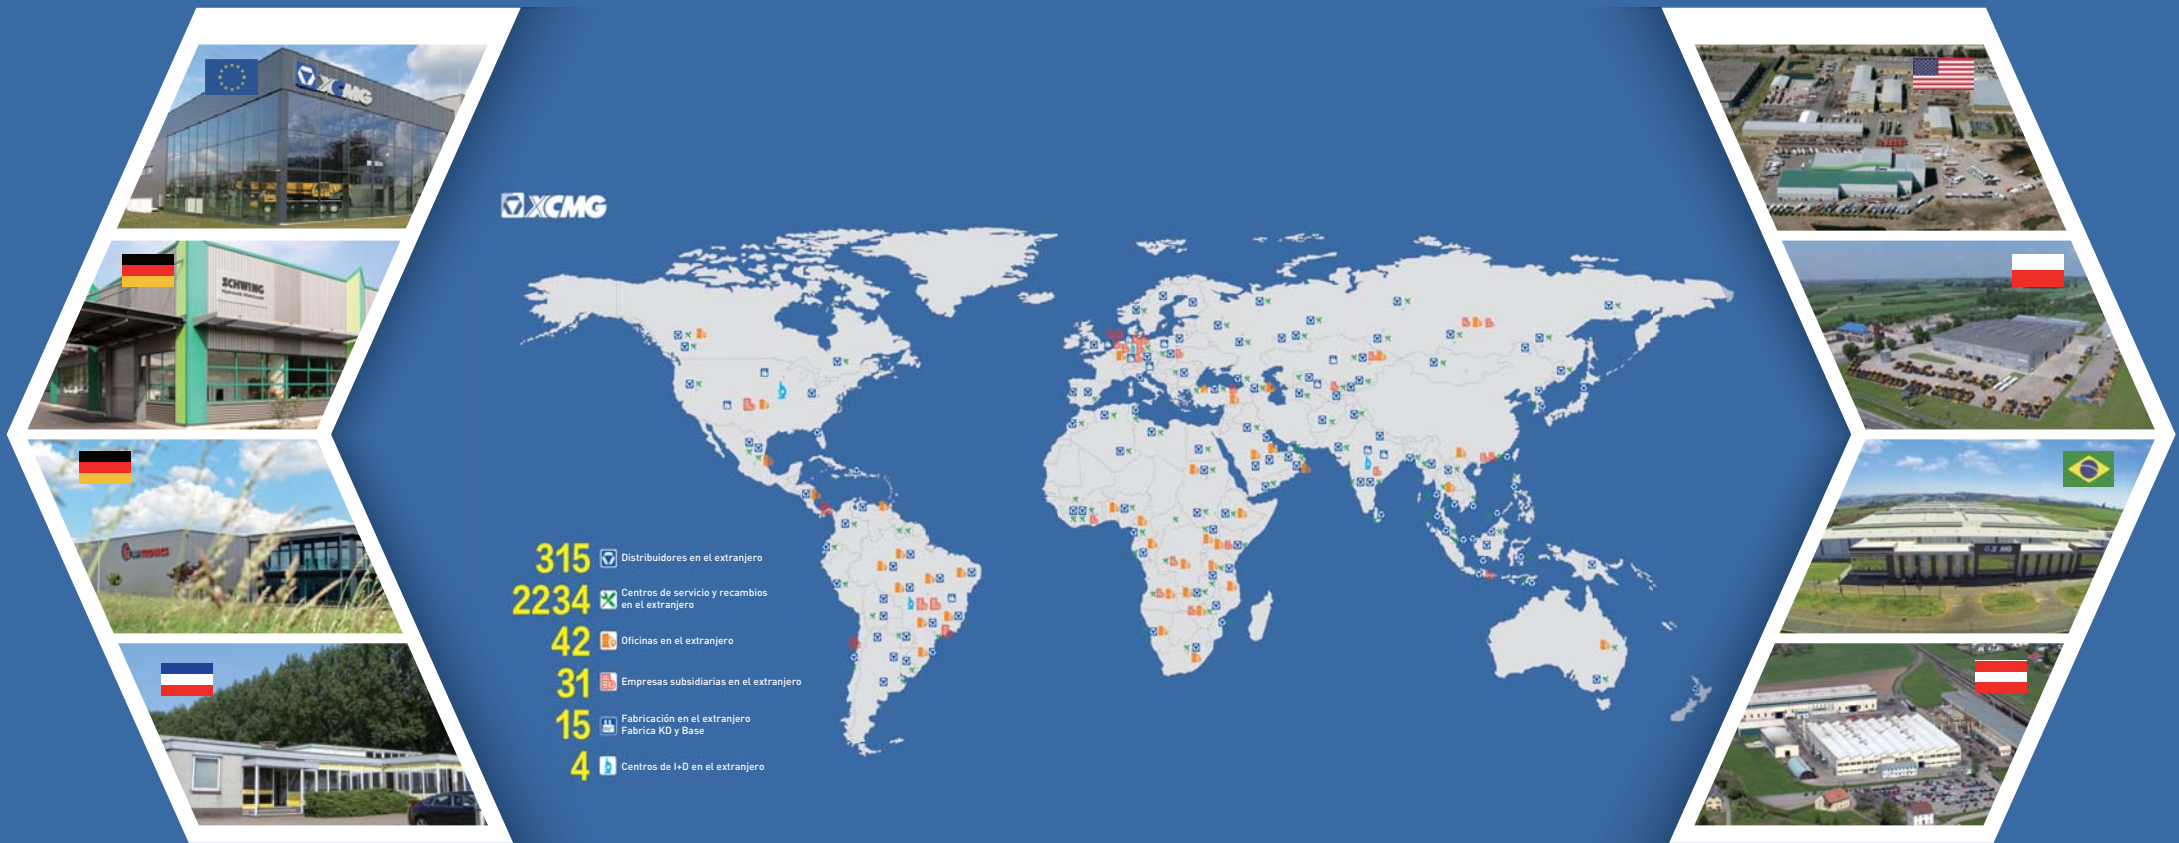 XCMG
SCHWING
XCMG
315 Distribuidores en el extranjero
2234 Centros de servicio y recambios
en el extranjero
42 Oficinas en el extranjero
31 Empresas subsidiarias en el extranjero
15 Fabricación en el extranjero
Fabrica KD y Base
4 Centros de I+D en el extranjero